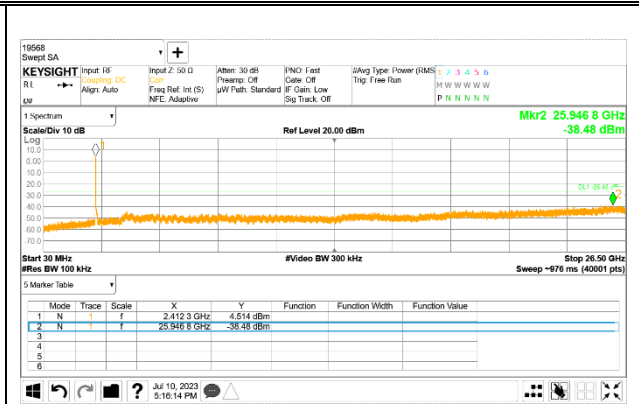 19568
Swept SA
KEYSIGHT Input: RF Input Z: 50 Ω Atten: 30 dB PNO: Fast #Avg Type: Power (RMS 1 2 3 4 5 6
RL Coupling: DC Corr Preamp: Off Gate: Off Trig: Free Run M W W W W W
Align: Auto Freq Ref: Int (S) µW Path: Standard IF Gain: Low
NFE: Adaptive Sig Track: Off P N N N N N
1 Spectrum Mkr2 25.946 8 GHz
Scale/Div 10 dB Ref Level 20.00 dBm -38.48 dBm
Log
10.0
0.00
10.0
20.0
30.0
40.0
50.0
60.0
-70.0
1
2
Start 30 MHz #Video BW 300 kHz Stop 26.50 GHz
#Res BW 100 kHz Sweep ~976 ms (40001 pts)
5 Marker Table
Mode Trace Scale X Y Function Function Width Function Value
1 N 1 f 2.412 3 GHz 4.514 dBm
2 N 1 f 25.946 8 GHz -38.48 dBm
3
4
5
6
? Jul 10, 2023
5:16:14 PM